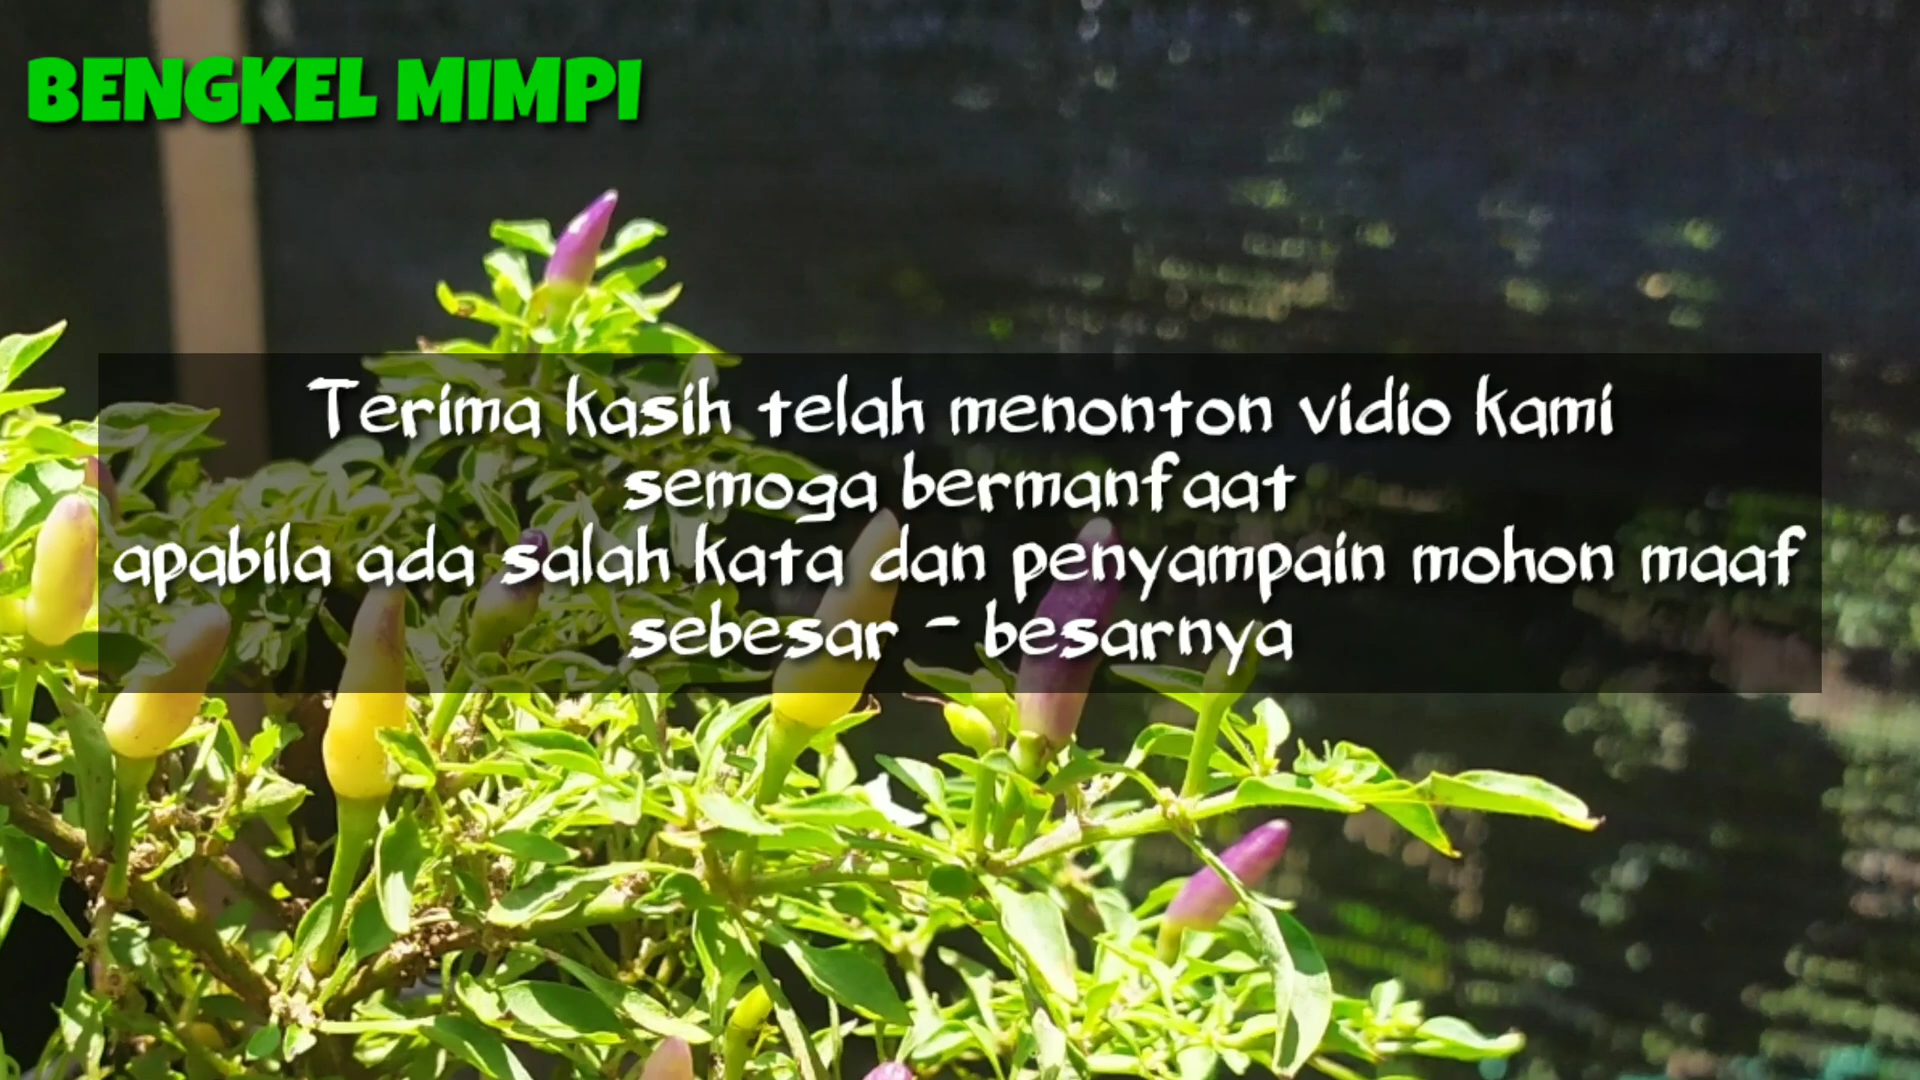 BENGKEL MIMPI
Terima kasih telah menonton vidio kami
semoga bermanfaat
apabila ada salah kata dan penyampain mohon maaf
sebesar - besarnya